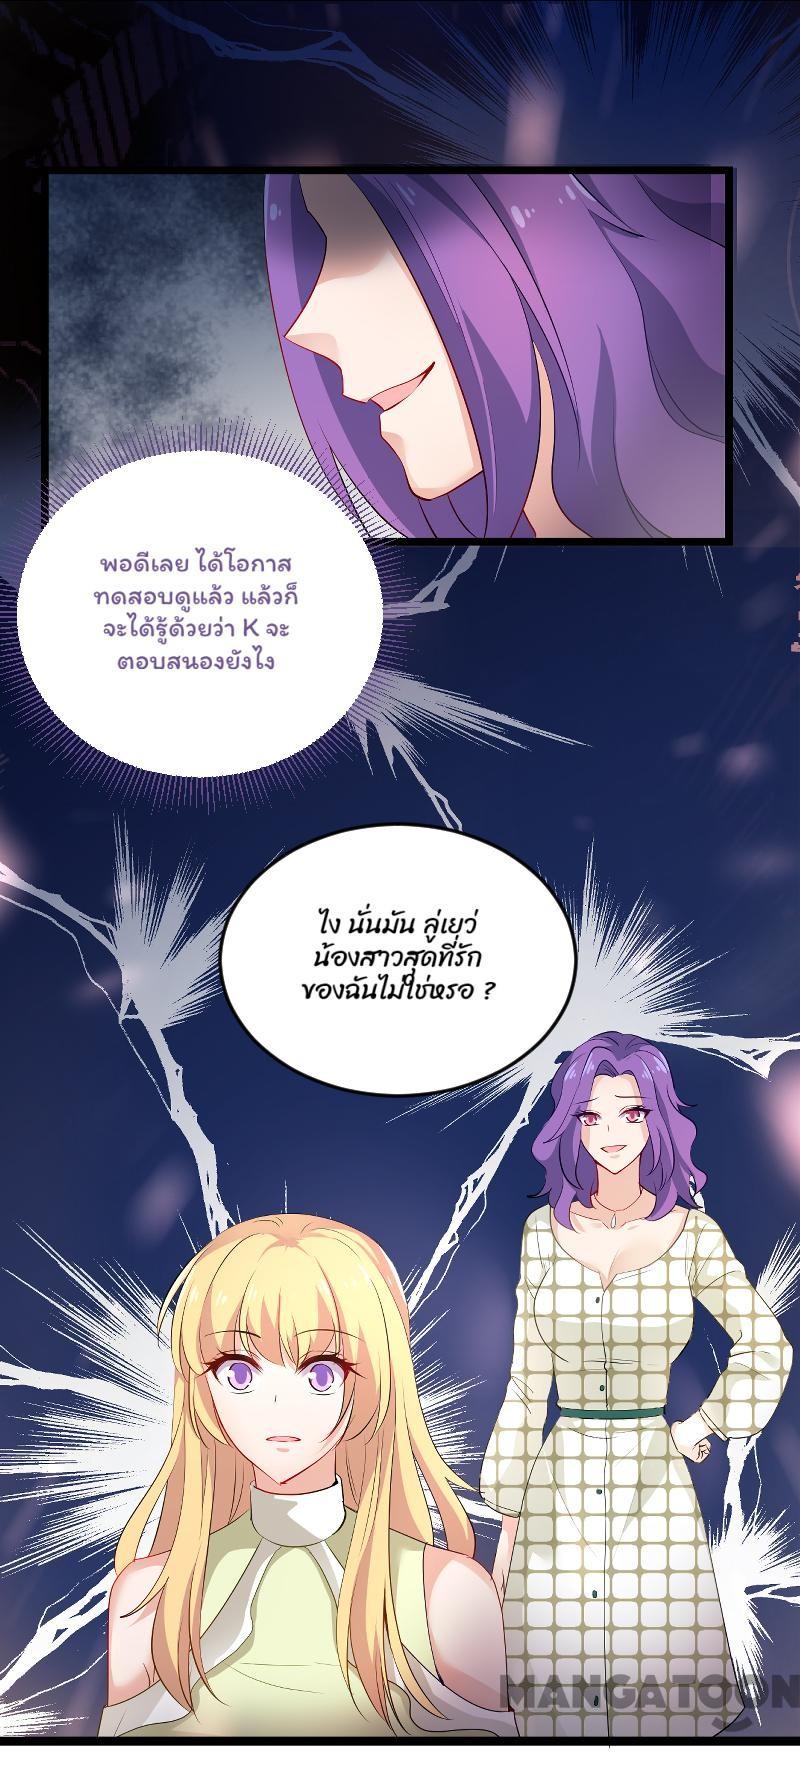 พอดีเลย ได้โอกาส
ทดสอบดูแล้ว แล้วก็
จะได้รู้ด้วยว่า K จะ
ตอบสนองยังไง
ไง นั่นมัน ลู่เยว่
น้องสาวสุดที่รัก
ของฉันไม่ใช่หรอ ?
MANGATOON